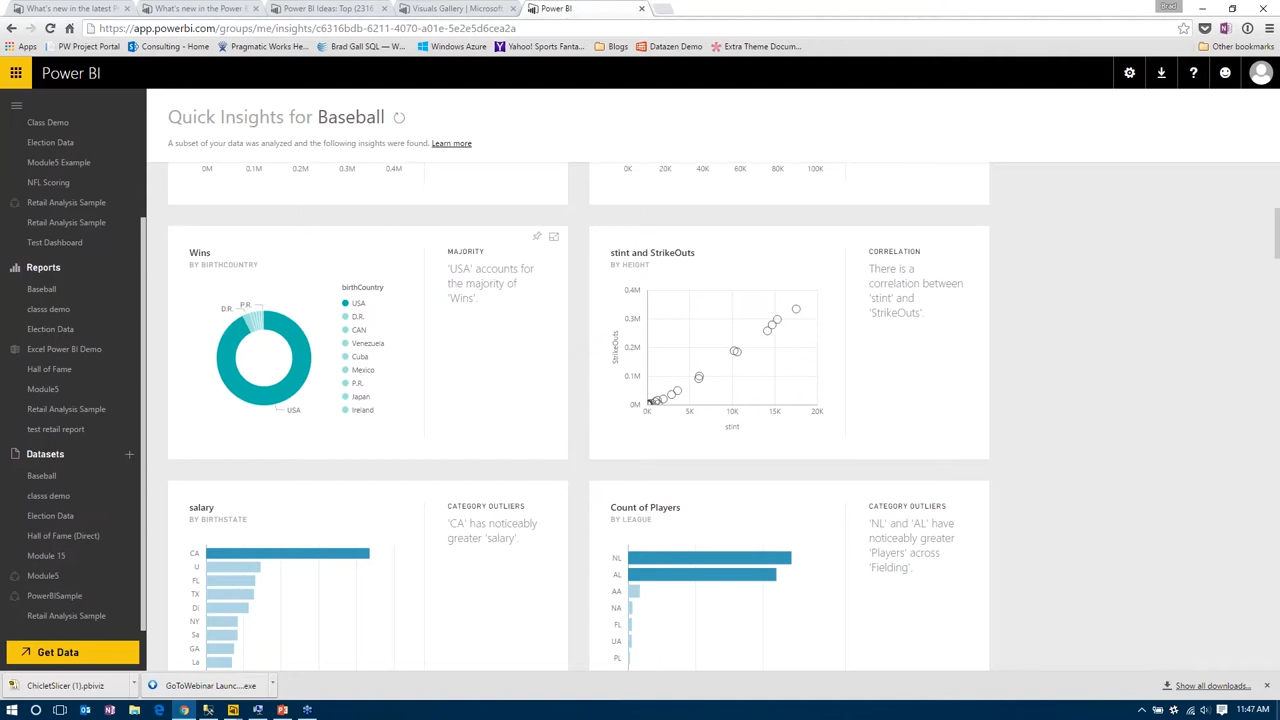 What's new in the latest P
What's new in the Power B
Power BI Ideas: Top (2316
Visuals Gallery | Microsoft
Power BI
Brad
https://app.powerbi.com/groups/me/insights/c6316bdb-6211-4070-a01e-5e2e5d6cea2a
Apps
PW Project Portal
Consulting - Home
Pragmatic Works He...
Brad Gall SQL — W...
Windows Azure
Yahoo! Sports Fanta...
Blogs
Datazen Demo
Extra Theme Docum...
Other bookmarks
Power BI
Class Demo
Election Data
Module5 Example
NFL Scoring
Retail Analysis Sample
Retail Analysis Sample
Test Dashboard
Reports
Baseball
classs demo
Election Data
Excel Power BI Demo
Hall of Fame
Module5
Retail Analysis Sample
test retail report
Datasets
Baseball
classs demo
Election Data
Hall of Fame (Direct)
Module 15
Module5
PowerBISample
Retail Analysis Sample
Get Data
Quick Insights for Baseball
A subset of your data was analyzed and the following insights were found. Learn more
0M 0.1M 0.2M 0.3M 0.4M
0K 20K 40K 60K 80K 100K
Wins
BY BIRTHCOUNTRY
D.R.
P.R.
USA
birthCountry
USA
D.R.
CAN
Venezuela
Cuba
Mexico
P.R.
Japan
Ireland
MAJORITY
'USA' accounts for
the majority of
'Wins'.
stint and StrikeOuts
BY HEIGHT
StrikeOuts
0.4M
0.3M
0.2M
0.1M
0M
0K 5K 10K 15K 20K
stint
CORRELATION
There is a
correlation between
'stint' and
'StrikeOuts'.
salary
BY BIRTHSTATE
CA
U
FL
TX
Di
NY
Sa
GA
La
CATEGORY OUTLIERS
'CA' has noticeably
greater 'salary'.
Count of Players
BY LEAGUE
NL
AL
AA
NA
FL
UA
PL
CATEGORY OUTLIERS
'NL' and 'AL' have
noticeably greater
'Players' across
'Fielding'.
ChicletSlicer (1).pbiviz
GoToWebinar Launc....exe
Show all downloads...
11:47 AM